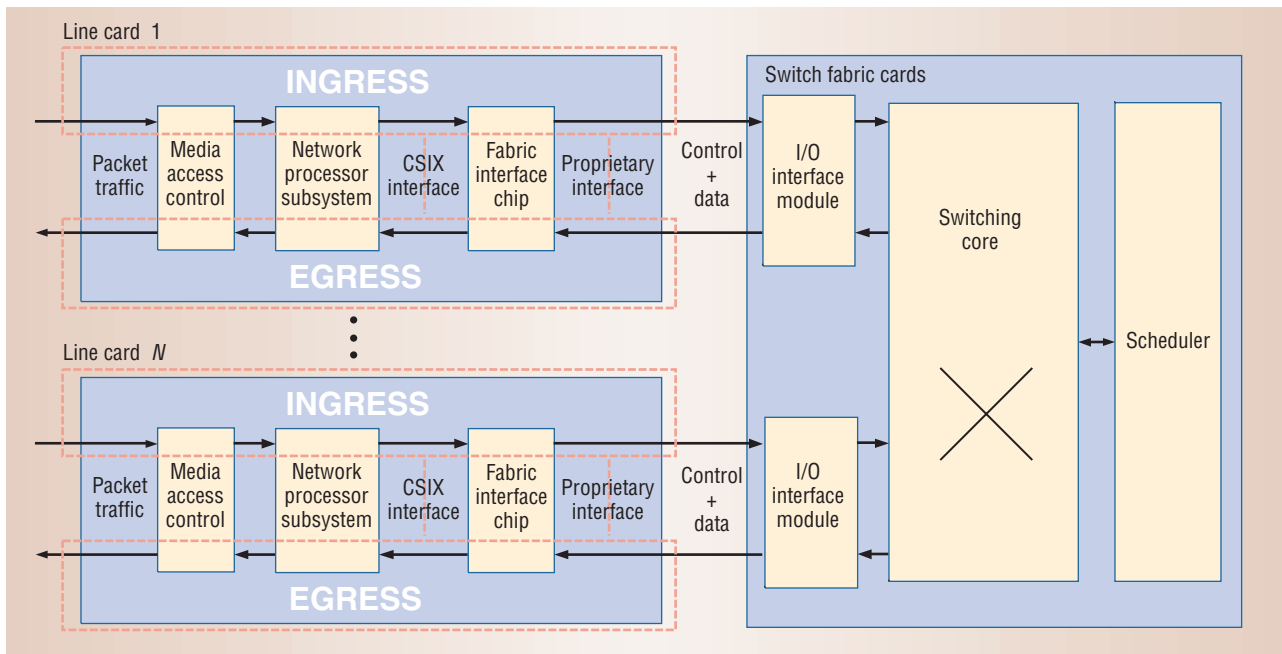 Line card 1
INGRESS
Packet
traffic
Media
access
control
Network
processor
subsystem
CSIX
interface
Fabric
interface
chip
Proprietary
interface
EGRESS
Control
+
data
Line card N
INGRESS
Packet
traffic
Media
access
control
Network
processor
subsystem
CSIX
interface
Fabric
interface
chip
Proprietary
interface
EGRESS
Control
+
data
Switch fabric cards
I/O
interface
module
I/O
interface
module
Switching
core
Scheduler